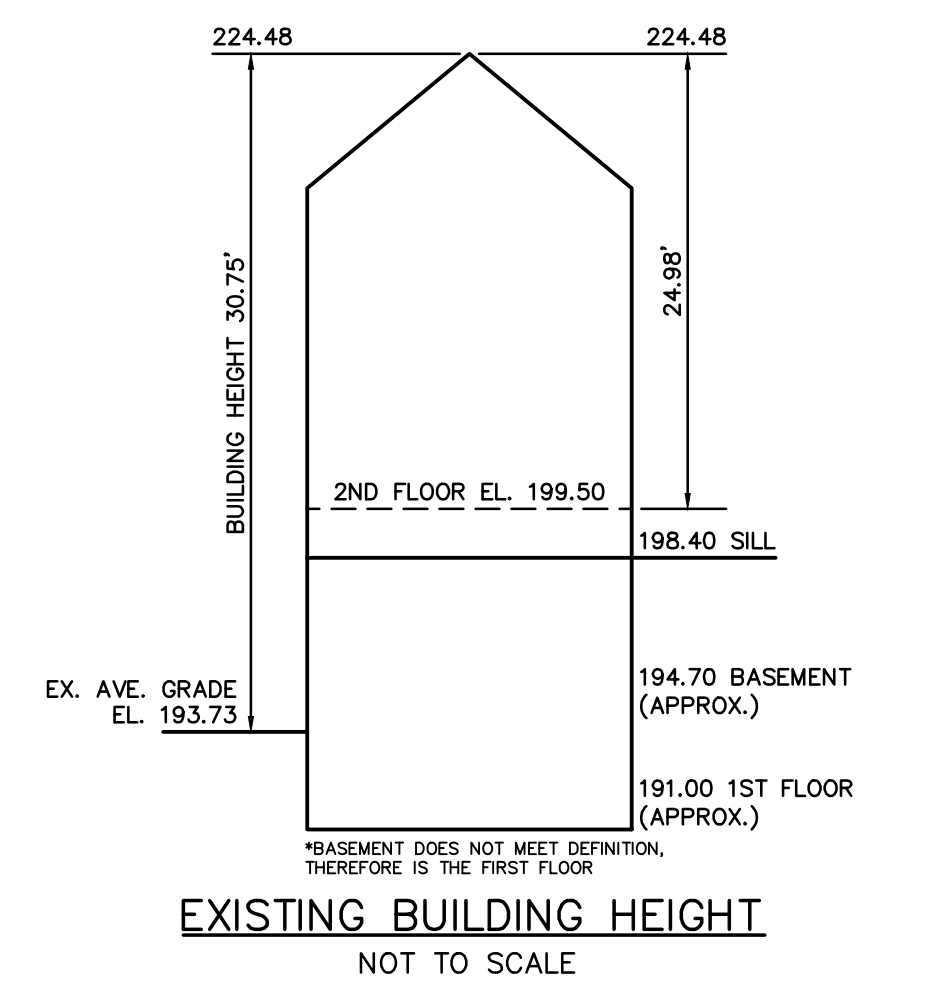 224.48
224.48
BUILDING HEIGHT 30.75'
24.98'
2ND FLOOR EL. 199.50
198.40 SILL
194.70 BASEMENT
(APPROX.)
EX. AVE. GRADE
EL. 193.73
191.00 1ST FLOOR
(APPROX.)
*BASEMENT DOES NOT MEET DEFINITION,
THEREFORE IS THE FIRST FLOOR
EXISTING BUILDING HEIGHT
NOT TO SCALE